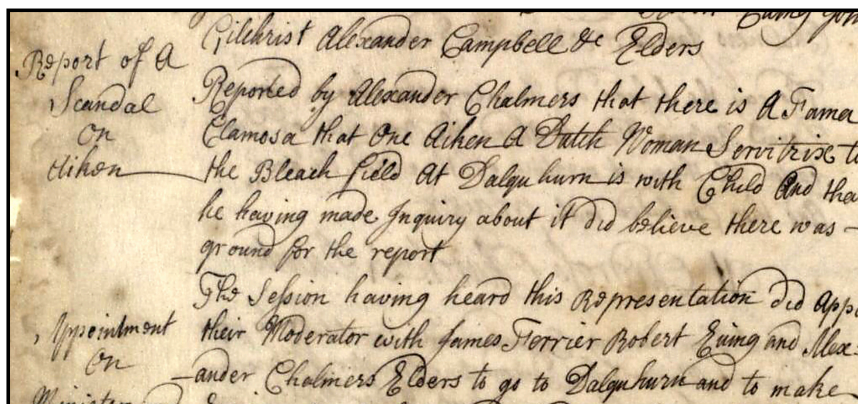 Gilchrist Alexander Campbell &c Elders
Report of A
Scandal
on
Aiken
Reported by Alexander Chalmers that there is A Fama
Clamosa that One Aiken A Dutch Woman Servitrix to
the Bleach field At Dalquhurn is with Child And tha
he having made Inquiry about it did believe there was –
ground for the report
The Session having heard this Representation did App
Appointment
on
Minister
their Moderator with James Ferrier Robert Euing and Alex-
ander Chalmers Elders to go to Dalquhurn and to make